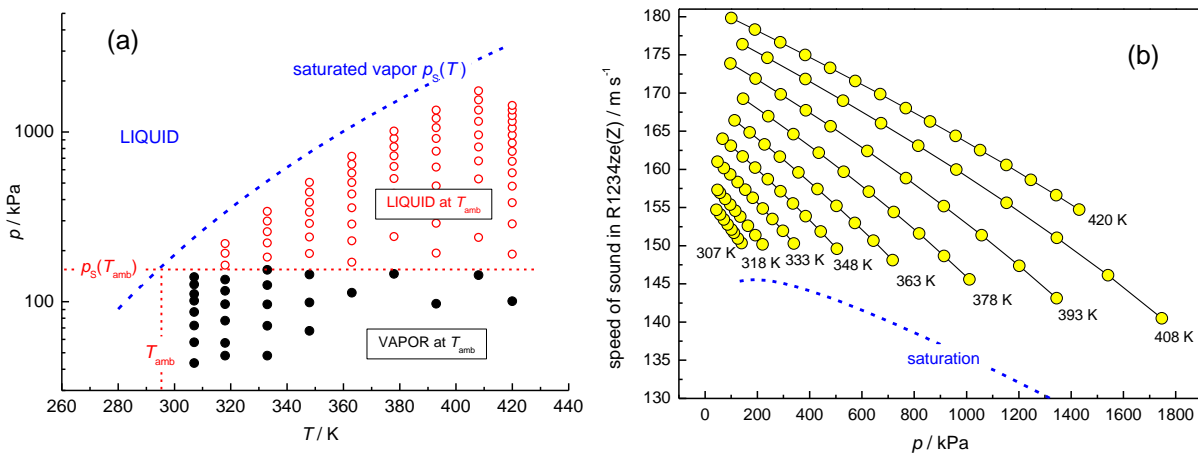 (a)
saturated vapor pS(T)
LIQUID
LIQUID at Tamb
pS(Tamb)
Tamb
VAPOR at Tamb
1000
100
p / kPa
260 280 300 320 340 360 380 400 420 440
T / K
(b)
speed of sound in R1234ze(Z) / m s-1
180
175
170
165
160
155
150
145
140
135
130
420 K
307 K
318 K
333 K
348 K
363 K
378 K
393 K
408 K
saturation
0 200 400 600 800 1000 1200 1400 1600 1800
p / kPa